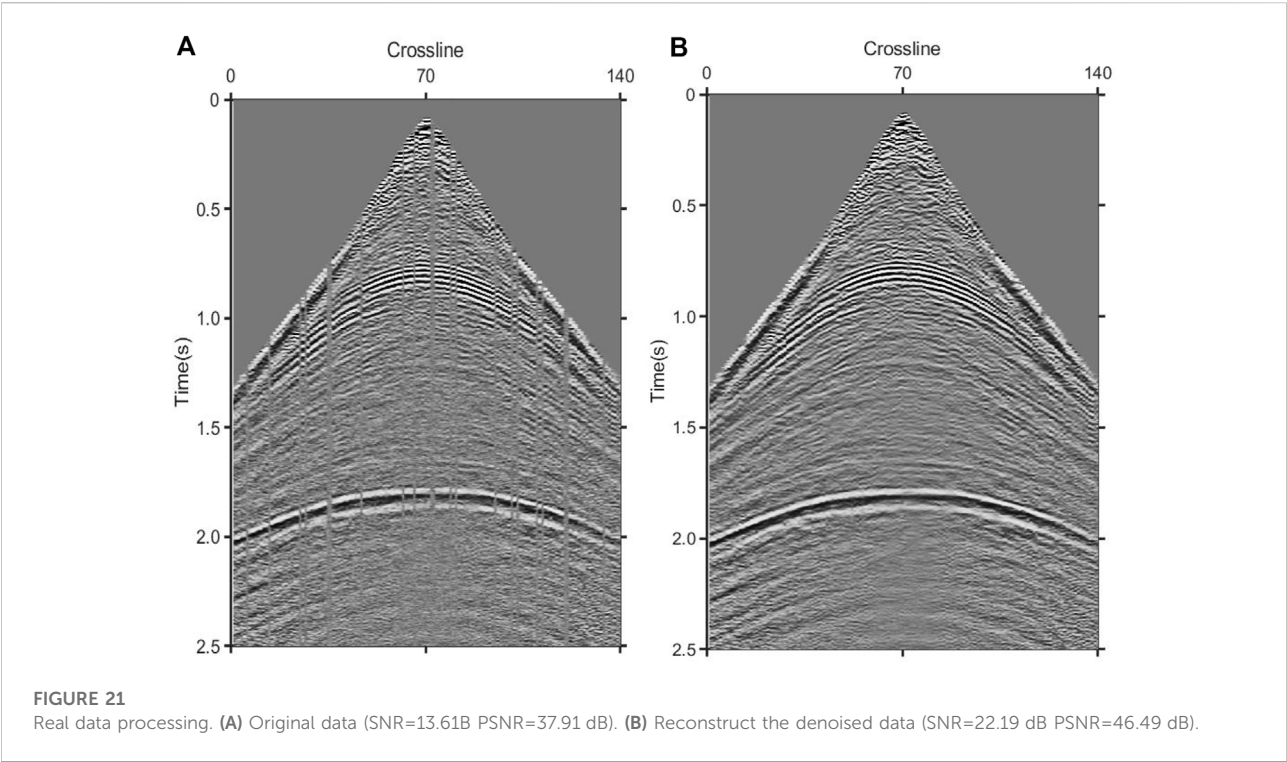 A
Crossline
0 70 140
0
0.5
1.0
1.5
2.0
2.5
Time(s)
B
Crossline
0 70 140
0
0.5
1.0
1.5
2.0
2.5
Time(s)
FIGURE 21
Real data processing. (A) Original data (SNR=13.61B PSNR=37.91 dB). (B) Reconstruct the denoised data (SNR=22.19 dB PSNR=46.49 dB).